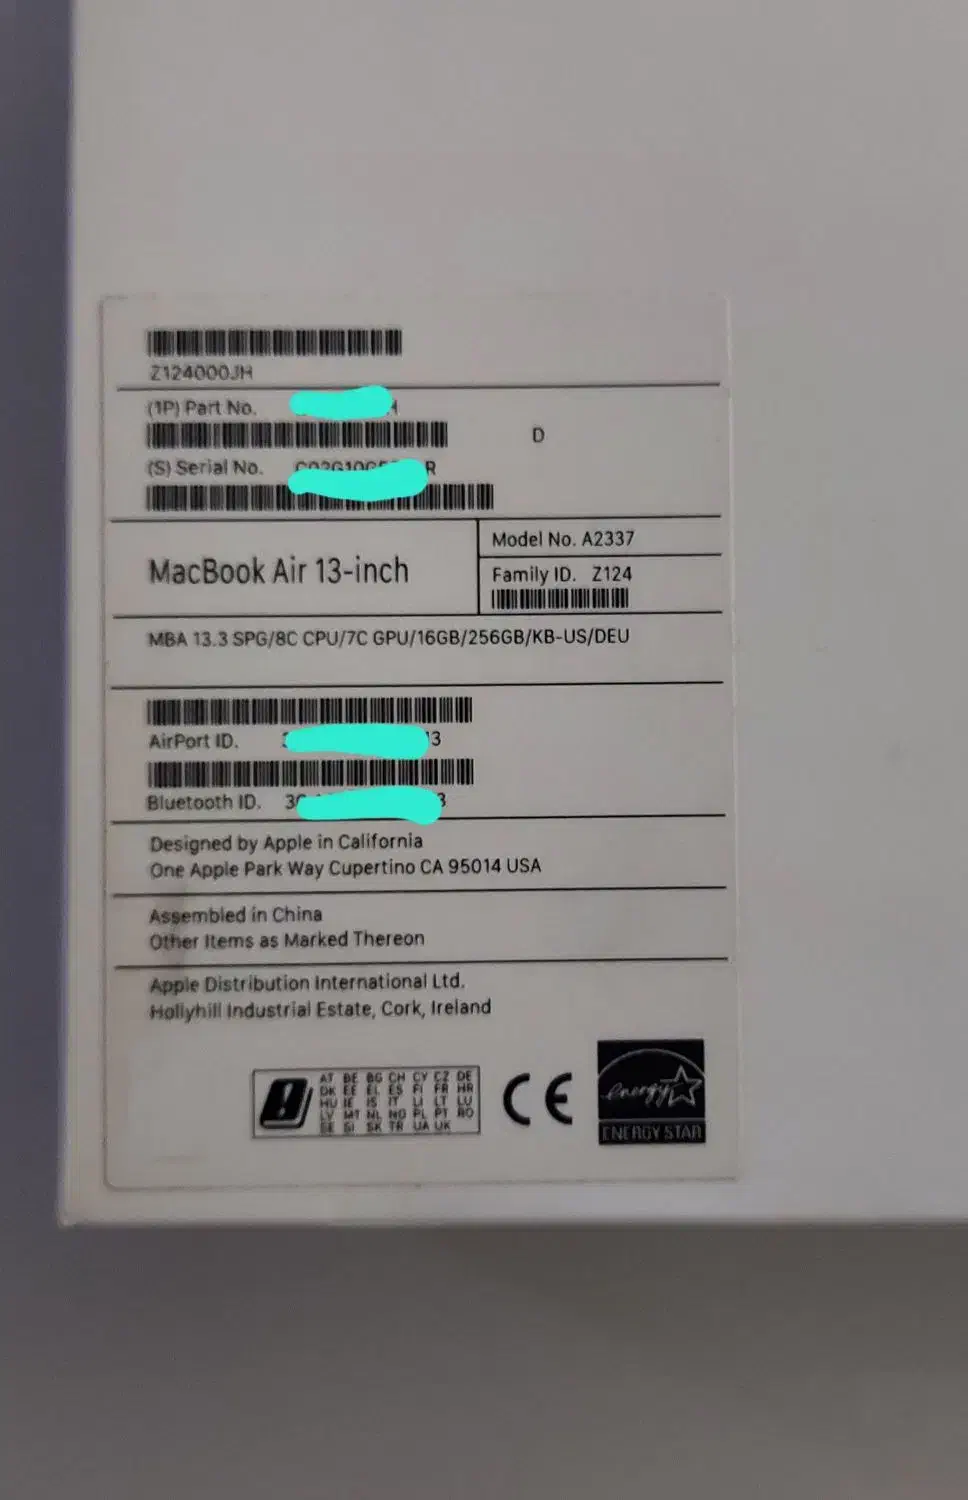 Z124000JH
(1P) Part No.
D
(S) Serial No. R
MacBook Air 13-inch
Model No. A2337
Family ID. Z124
MBA 13.3 SPG/8C CPU/7C GPU/16GB/256GB/KB-US/DEU
AirPort ID. 3
Bluetooth ID. 3
Designed by Apple in California
One Apple Park Way Cupertino CA 95014 USA
Assembled in China
Other Items as Marked Thereon
Apple Distribution International Ltd.
Hollyhill Industrial Estate, Cork, Ireland
AT BE BG CH CY CZ DE
DK EE EL ES FI FR HR
HU IE IS IT LI LT LU
LV MT NL NO PL PT RO
SE SI SK TR UA UK
CE
energy
ENERGY STAR